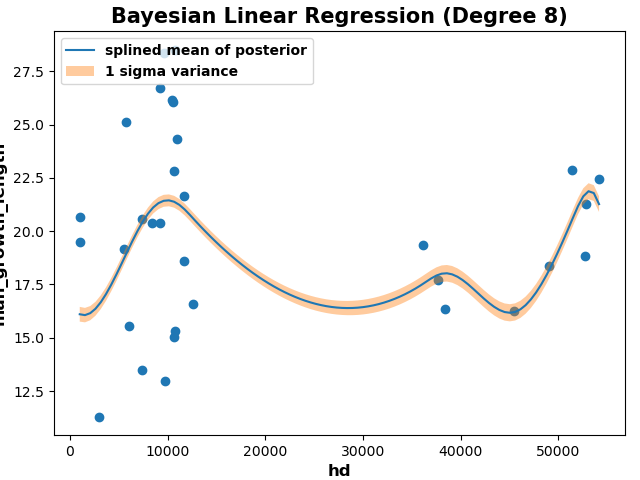 Bayesian Linear Regression (Degree 8)
splined mean of posterior
1 sigma variance
27.5
25.0
22.5
20.0
17.5
15.0
12.5
0 10000 20000 30000 40000 50000
hd